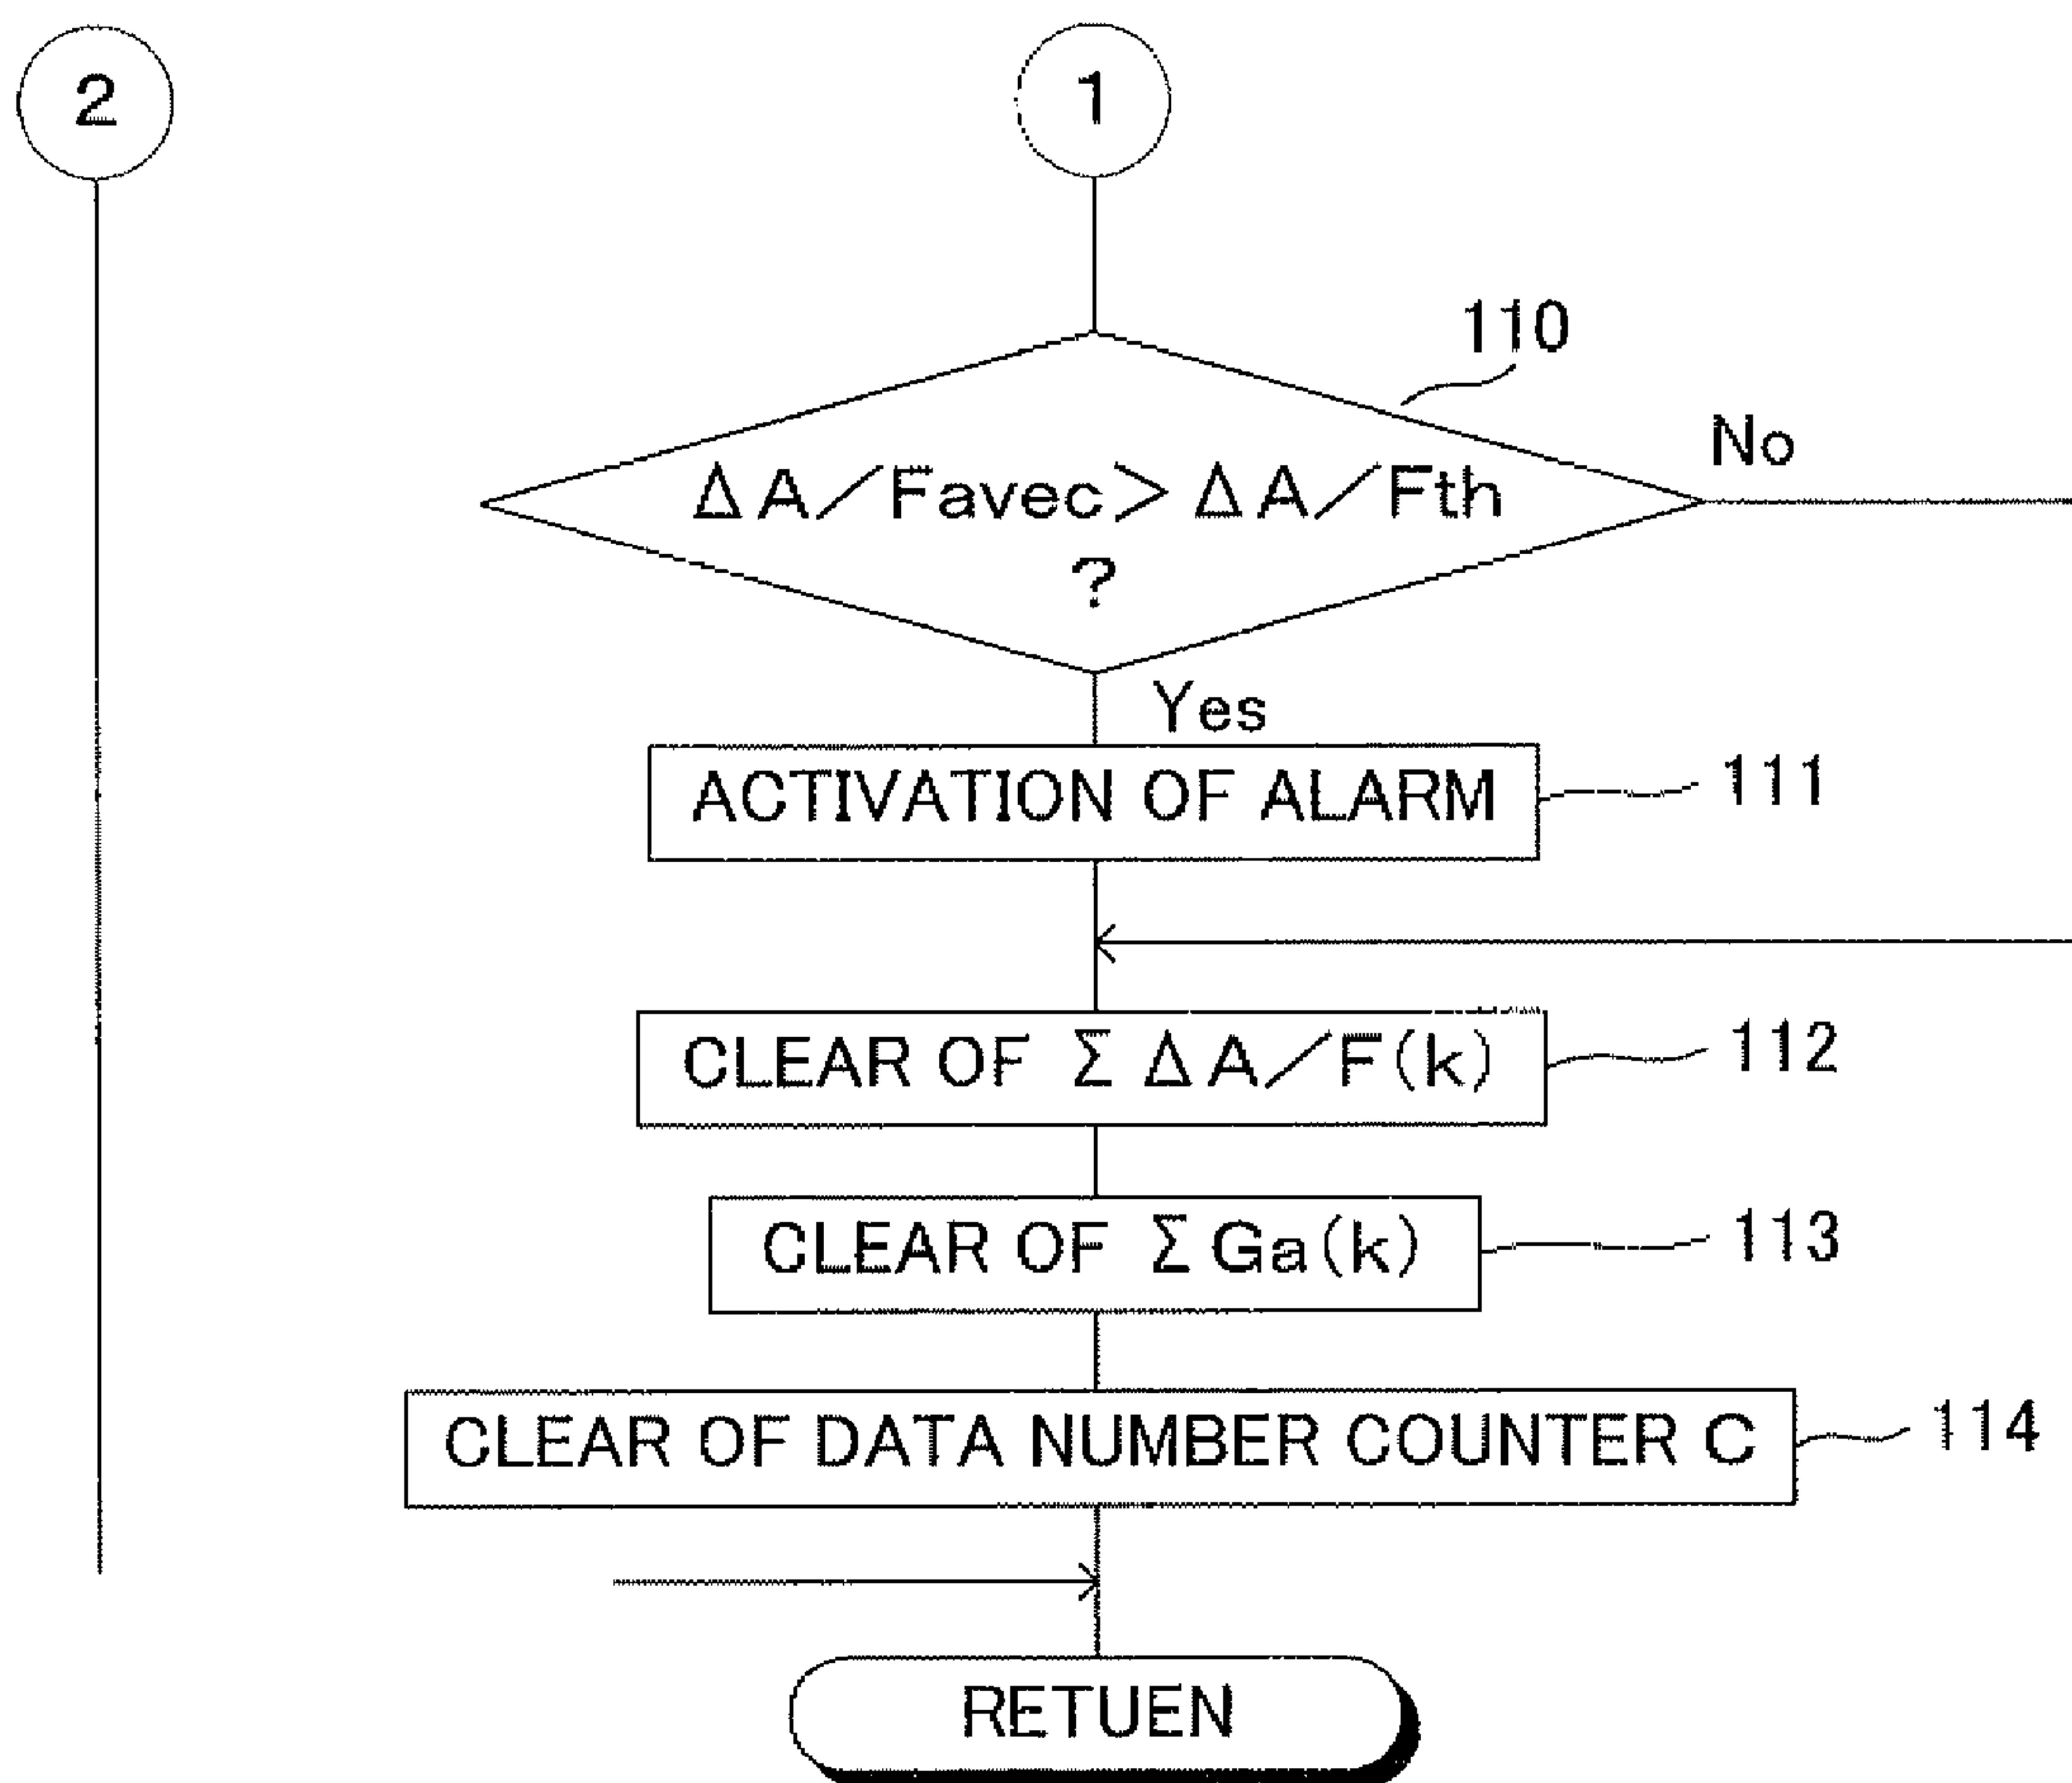 2
1
110
No
ΔA/Favec>ΔA/Fth
?
Yes
ACTIVATION OF ALARM
111
CLEAR OF ΣΔA/F(k)
112
CLEAR OF ΣGa(k)
113
CLEAR OF DATA NUMBER COUNTER C
114
RETUEN